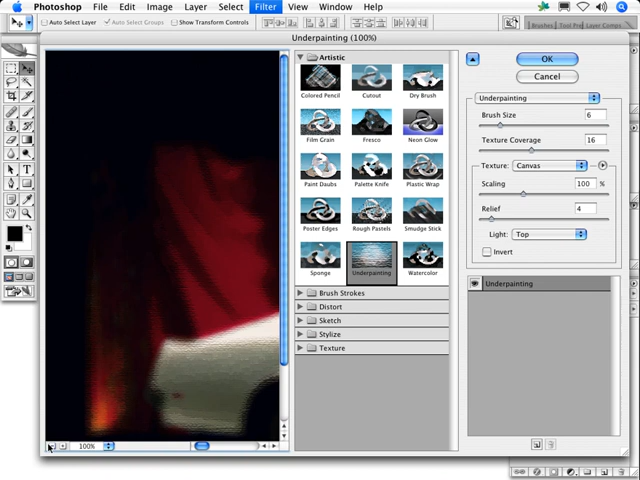 Photoshop File Edit Image Layer Select Filter View Window Help
Auto Select Layer Auto Select Groups Show Transform Controls
Brushes Layer Comps
Underpainting (100%)
Artistic
Colored Pencil Cutout Dry Brush
Film Grain Fresco Neon Glow
Paint Daubs Palette Knife Plastic Wrap
Poster Edges Rough Pastels Smudge Stick
Sponge Underpainting Watercolor
Brush Strokes
Distort
Sketch
Stylize
Texture
OK
Cancel
Underpainting
Brush Size 6
Texture Coverage 16
Texture: Canvas
Scaling 100 %
Relief 4
Light: Top
Invert
Underpainting
100%